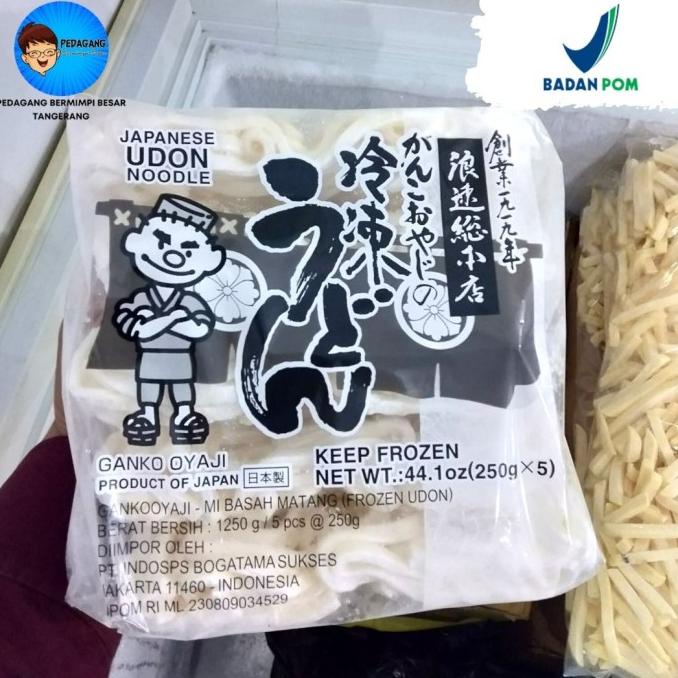 PEDAGANG
PEDAGANG BERMIMPI BESAR
TANGERANG
BADAN POM
JAPANESE
UDON
NOODLE
創業一九一九年
浪速総本店
がんこおやじの
冷凍
うどん
GANKO OYAJI
PRODUCT OF JAPAN 日本製
KEEP FROZEN
NET WT.:44.1oz(250g×5)
GANKOOYAJI - MI BASAH MATANG (FROZEN UDON)
BERAT BERSIH : 1250 g / 5 pcs @ 250g
DIIMPOR OLEH :
PT. INDOSPS BOGATAMA SUKSES
JAKARTA 11460 - INDONESIA
BPOM RI ML 230809034529